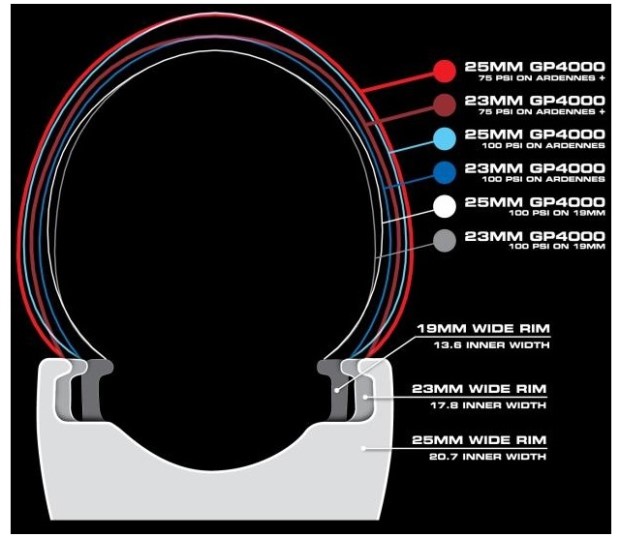 25MM GP4000
75 PSI ON ARDENNES +
23MM GP4000
75 PSI ON ARDENNES +
25MM GP4000
100 PSI ON ARDENNES
23MM GP4000
100 PSI ON ARDENNES
25MM GP4000
100 PSI ON 19MM
23MM GP4000
100 PSI ON 19MM
19MM WIDE RIM
13.6 INNER WIDTH
23MM WIDE RIM
17.8 INNER WIDTH
25MM WIDE RIM
20.7 INNER WIDTH